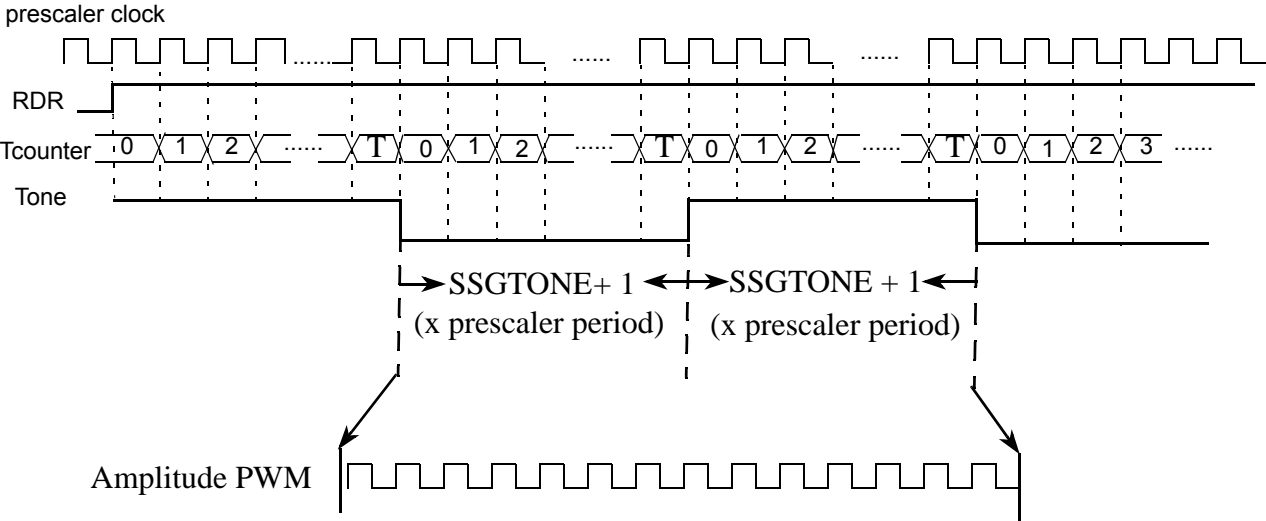 prescaler clock
...... ...... ......
RDR
Tcounter 0 1 2 ...... T 0 1 2 ...... T 0 1 2 ...... T 0 1 2 3 ......
Tone
SSGTONE+ 1 SSGTONE + 1
(x prescaler period) (x prescaler period)
Amplitude PWM